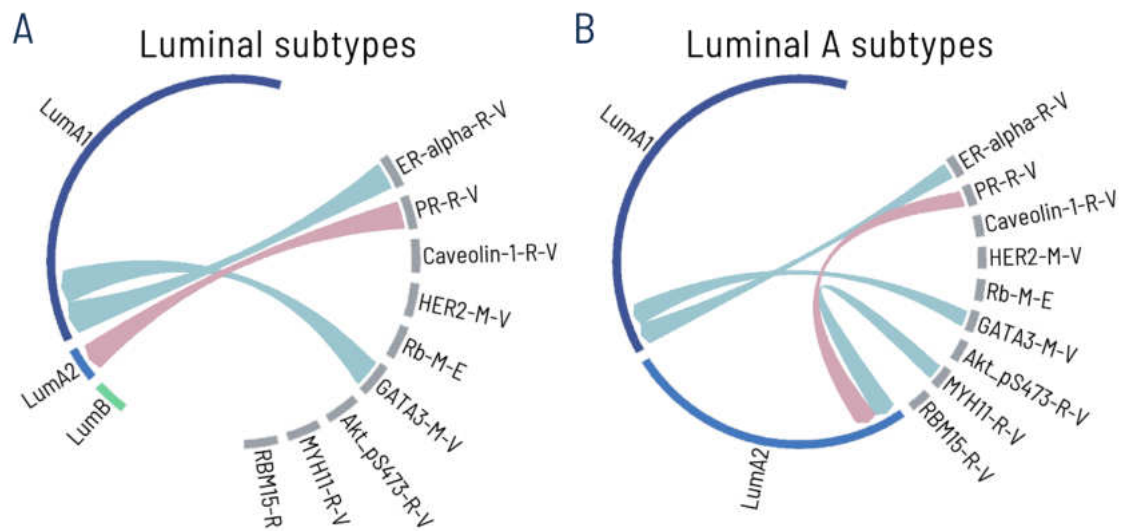 A
Luminal subtypes
LumA1
LumA2
LumB
ER-alpha-R-V
PR-R-V
Caveolin-1-R-V
HER2-M-V
Rb-M-E
GATA3-M-V
Akt_pS473-R-V
MYH11-R-V
RBM15-R
B
Luminal A subtypes
LumA1
LumA2
ER-alpha-R-V
PR-R-V
Caveolin-1-R-V
HER2-M-V
Rb-M-E
GATA3-M-V
Akt_pS473-R-V
MYH11-R-V
RBM15-R-V